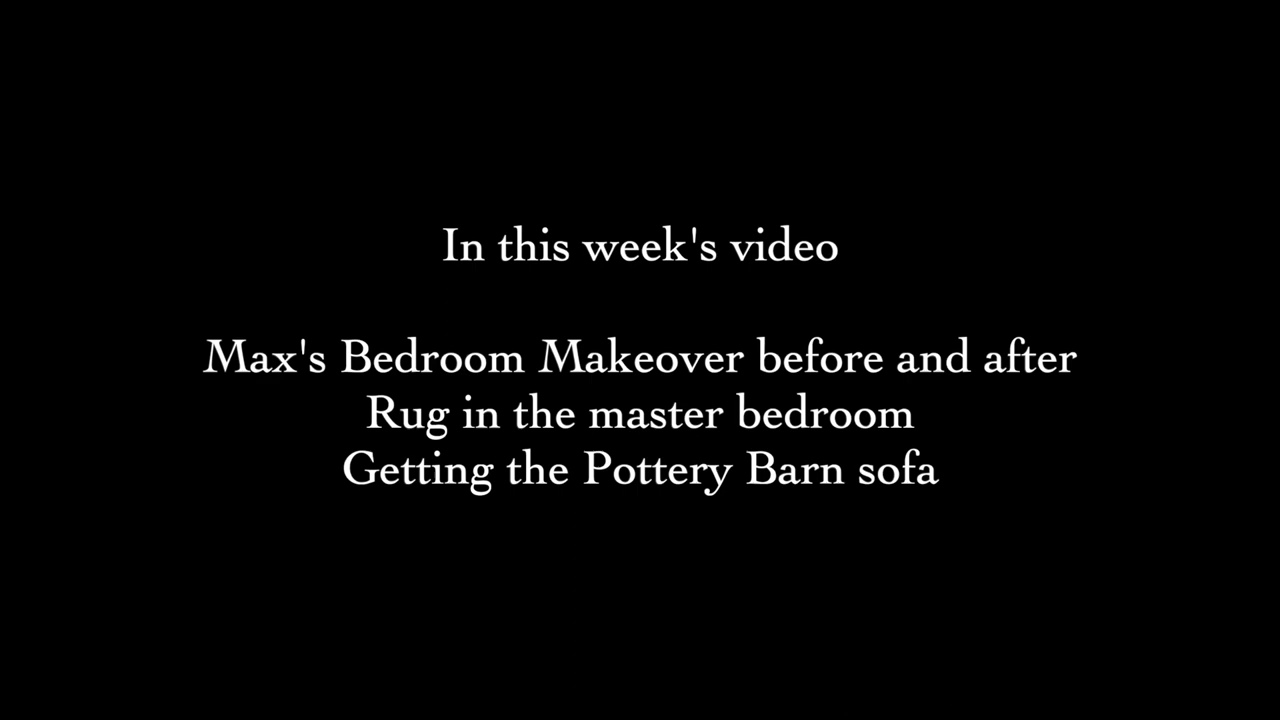 In this week's video
Max's Bedroom Makeover before and after
Rug in the master bedroom
Getting the Pottery Barn sofa